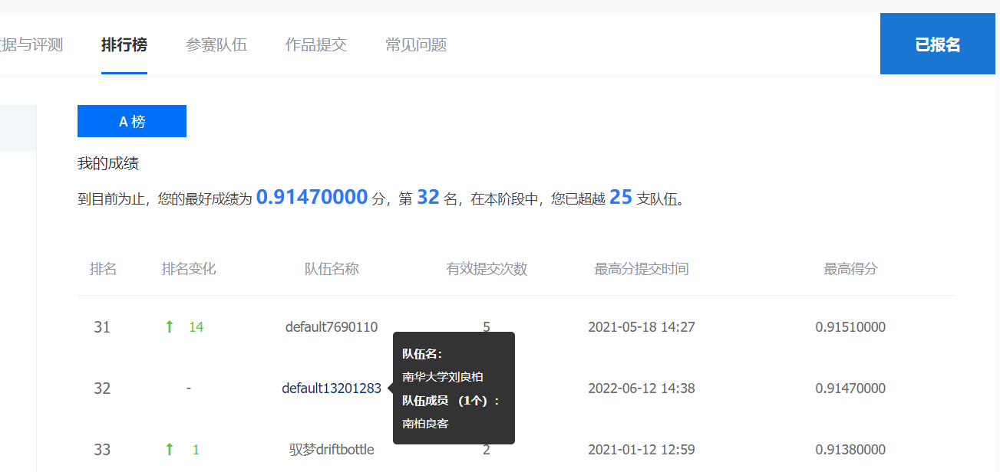 据与评测 排行榜 参赛队伍 作品提交 常见问题 已报名
A 榜
我的成绩
到目前为止，您的最好成绩为 0.91470000 分，第 32 名，在本阶段中，您已超越 25 支队伍。
排名 排名变化 队伍名称 有效提交次数 最高分提交时间 最高得分
31 ↑ 14 default7690110 5 2021-05-18 14:27 0.91510000
32 - default13201283 2022-06-12 14:38 0.91470000
队伍名：
南华大学刘良柏
队伍成员 （1个）：
南柏良客
33 ↑ 1 驭梦driftbottle 2 2021-01-12 12:59 0.91380000